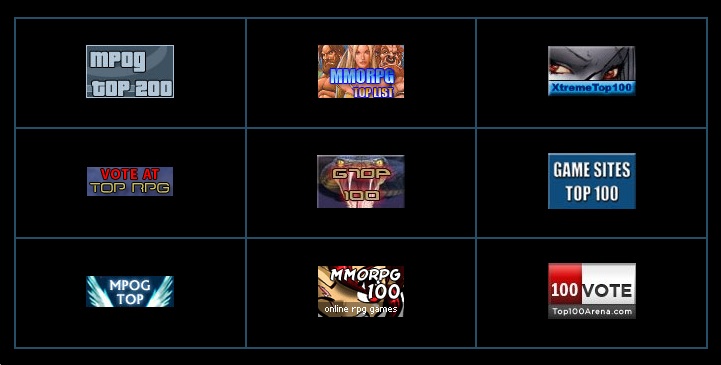 mpog
top 200
MMORPG
TOP LIST
XtremeTop100
VOTE AT
TOP RPG
GTOP
100
GAME SITES
TOP 100
MPOG
TOP
MMORPG
100
online rpg games
100 VOTE
Top100Arena.com